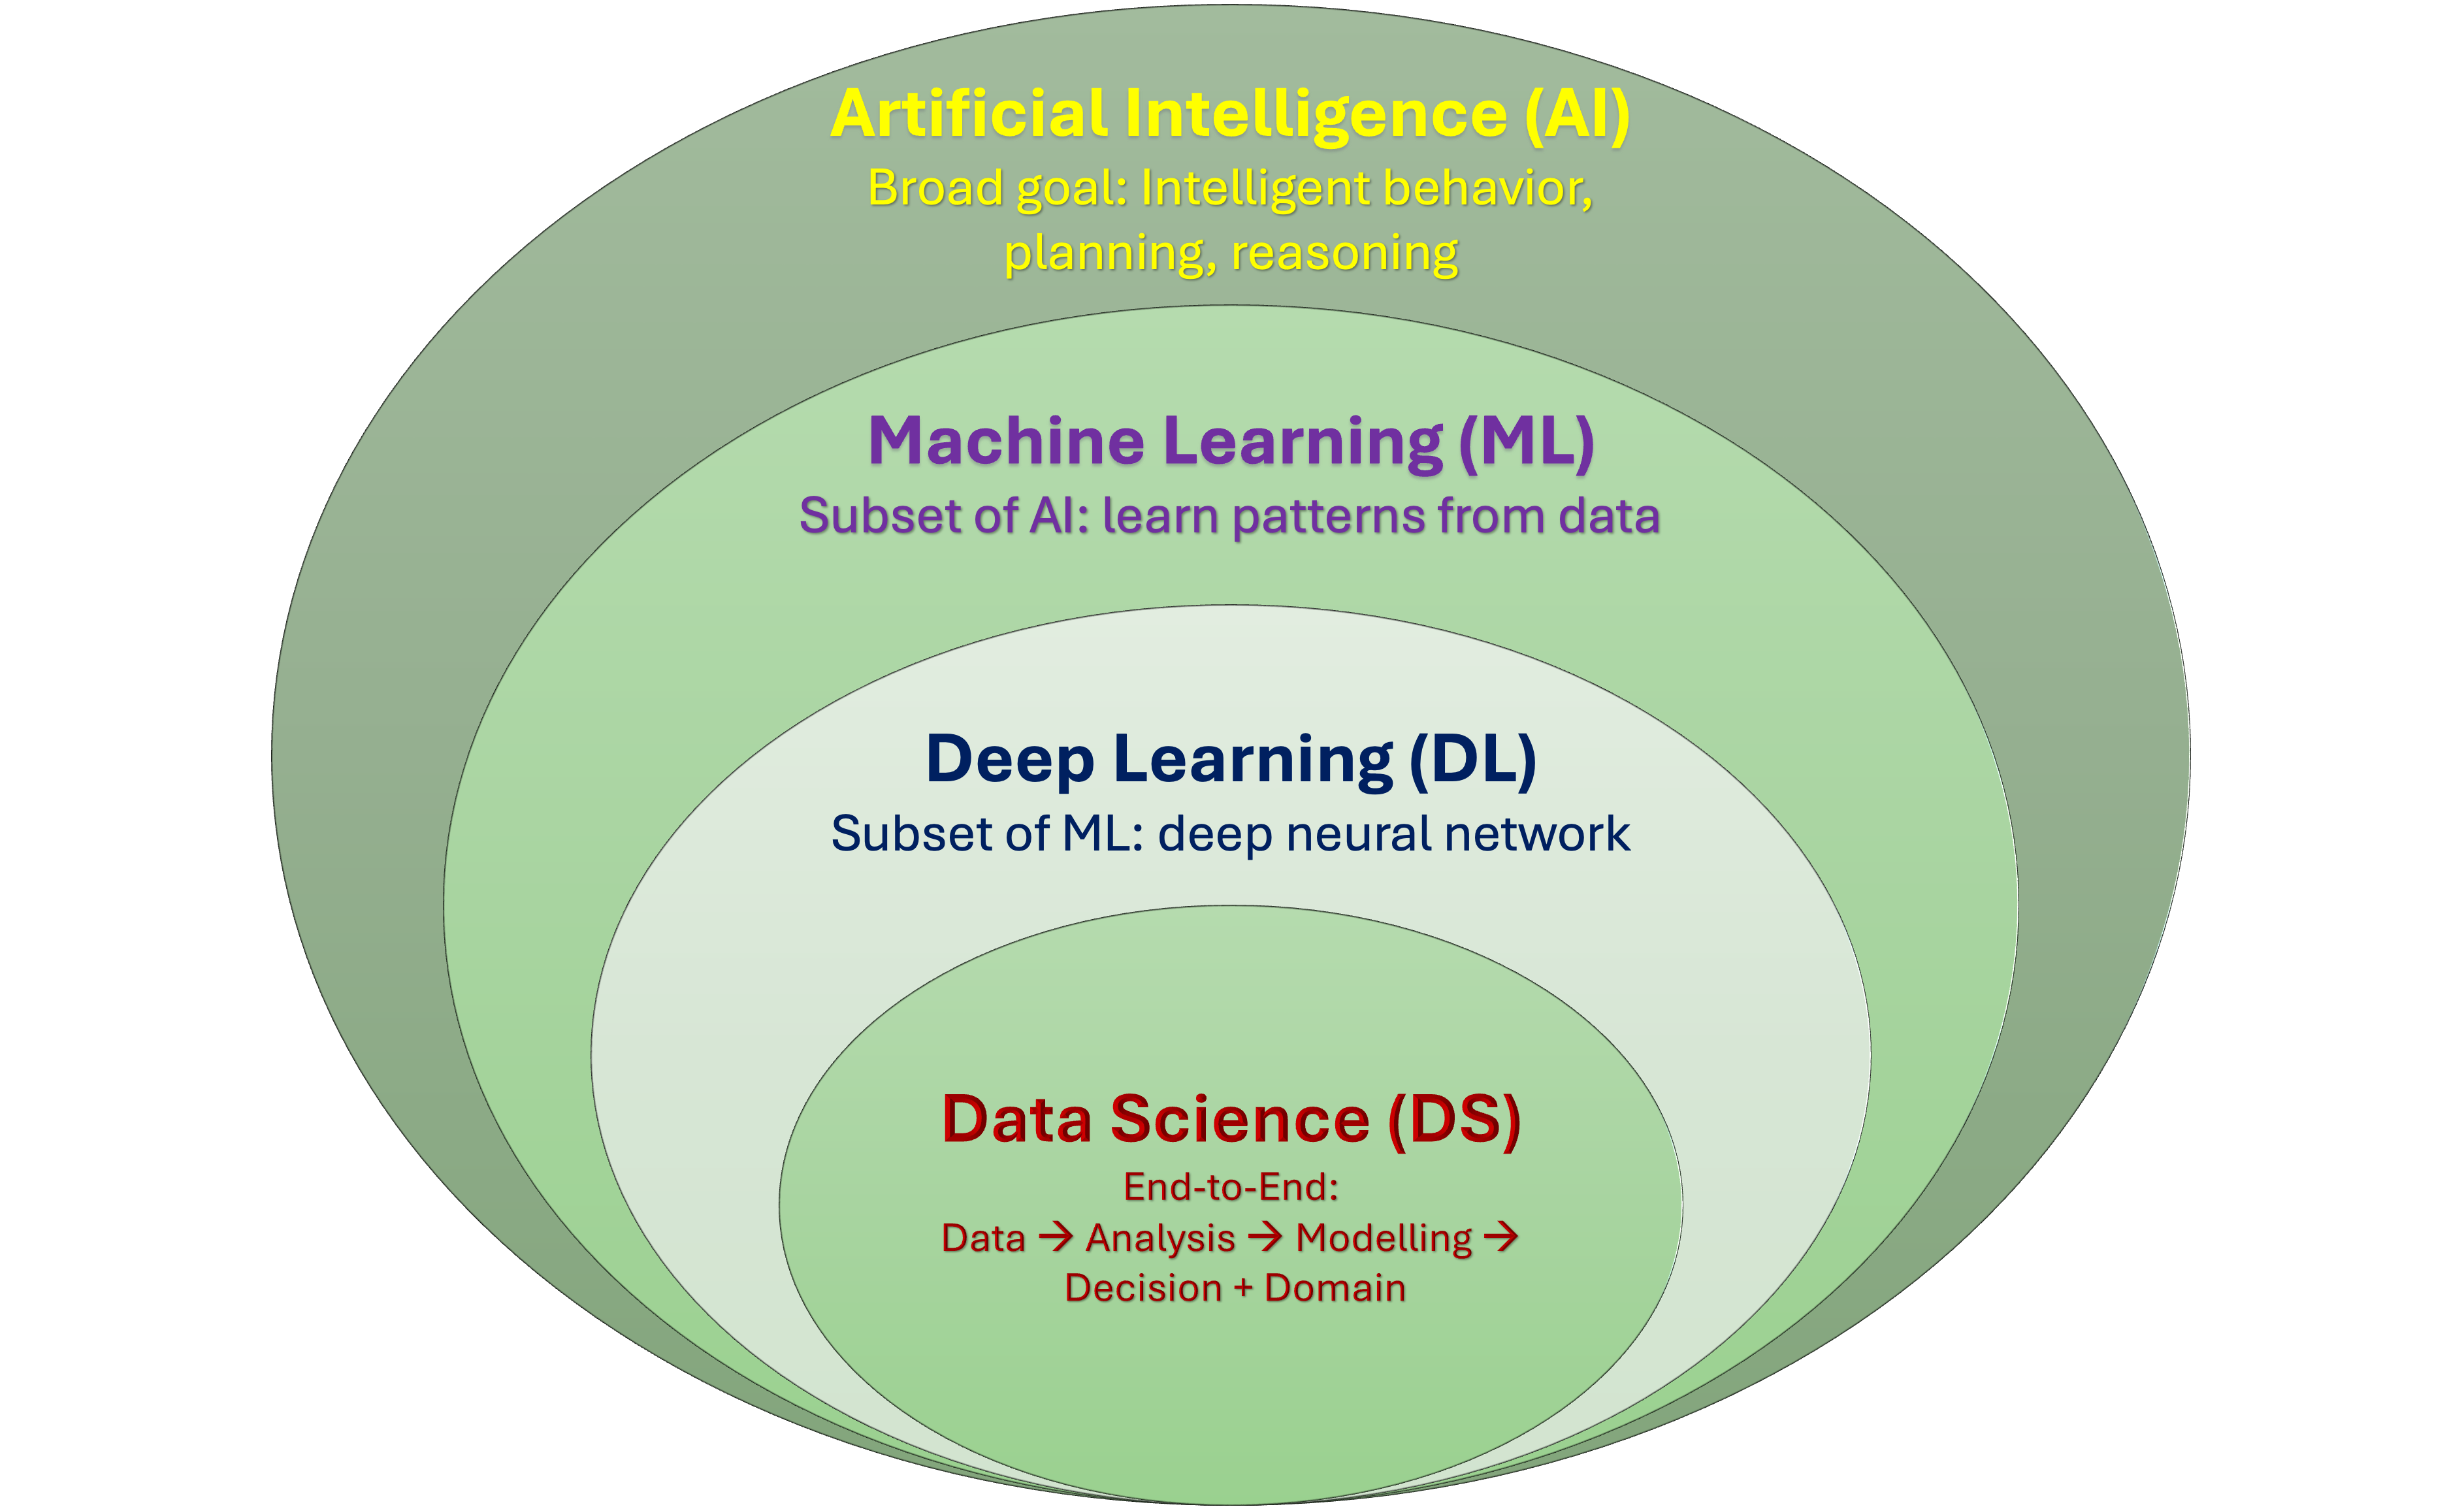 Artificial Intelligence (AI)
Broad goal: Intelligent behavior,
planning, reasoning
Machine Learning (ML)
Subset of AI: learn patterns from data
Deep Learning (DL)
Subset of ML: deep neural network
Data Science (DS)
End-to-End:
Data → Analysis → Modelling →
Decision + Domain